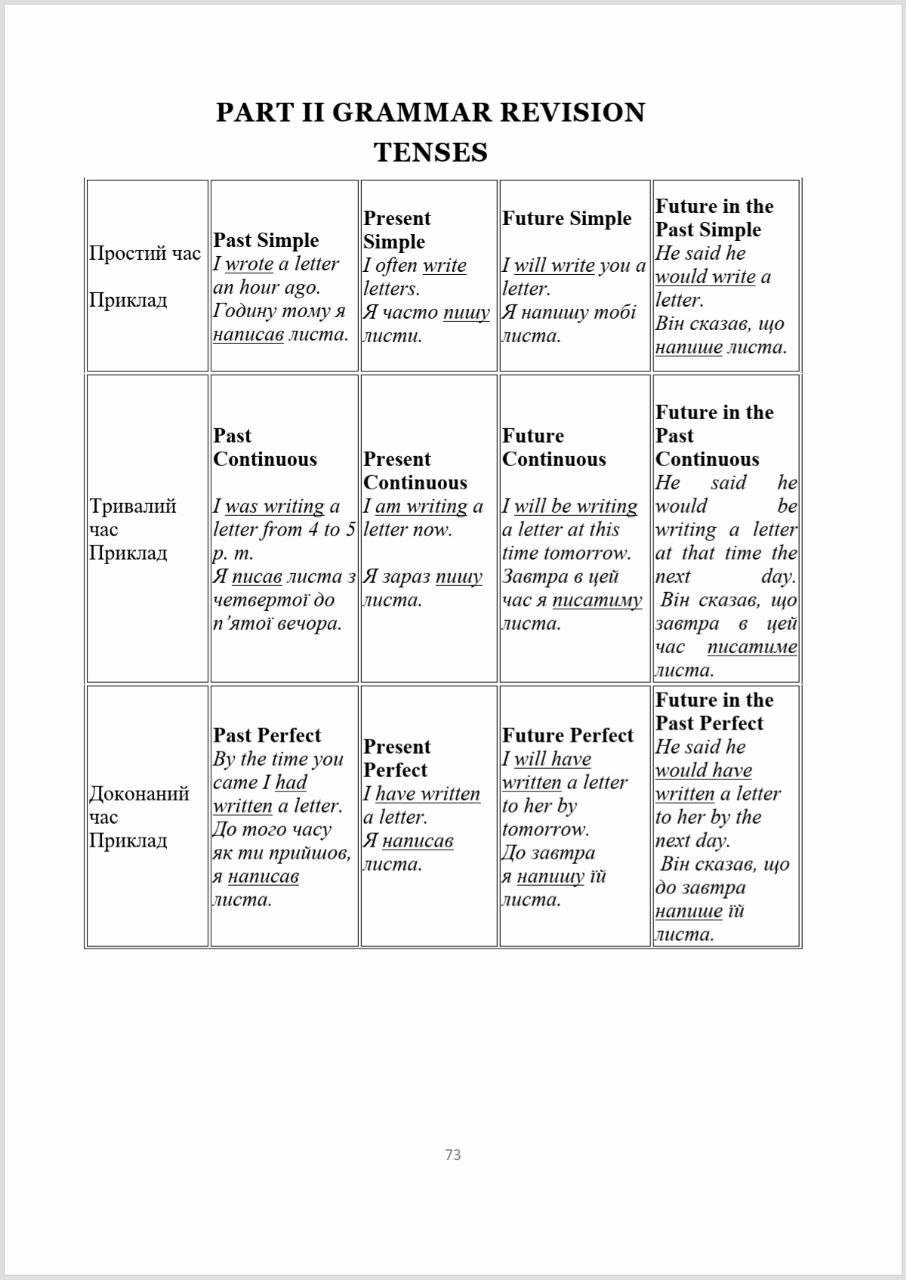 PART II GRAMMAR REVISION
TENSES
Простий час
Приклад
Past Simple
I wrote a letter
an hour ago.
Годину тому я
написав листа.
Present
Simple
I often write
letters.
Я часто пишу
листи.
Future Simple
I will write you a
letter.
Я напишу тобі
листа.
Future in the
Past Simple
He said he
would write a
letter.
Він сказав, що
напише листа.
Тривалий
час
Приклад
Past
Continuous
I was writing a
letter from 4 to 5
p. m.
Я писав листа з
четвертої до
п’ятої вечора.
Present
Continuous
I am writing a
letter now.
Я зараз пишу
листа.
Future
Continuous
I will be writing
a letter at this
time tomorrow.
Завтра в цей
час я писатиму
листа.
Future in the
Past
Continuous
He said he
would be
writing a letter
at that time the
next day.
Він сказав, що
завтра в цей
час писатиме
листа.
Доконаний
час
Приклад
Past Perfect
By the time you
came I had
written a letter.
До того часу
як ти прийшов,
я написав
листа.
Present
Perfect
I have written
a letter.
Я написав
листа.
Future Perfect
I will have
written a letter
to her by
tomorrow.
До завтра
я напишу їй
листа.
Future in the
Past Perfect
He said he
would have
written a letter
to her by the
next day.
Він сказав, що
до завтра
напише їй
листа.
73